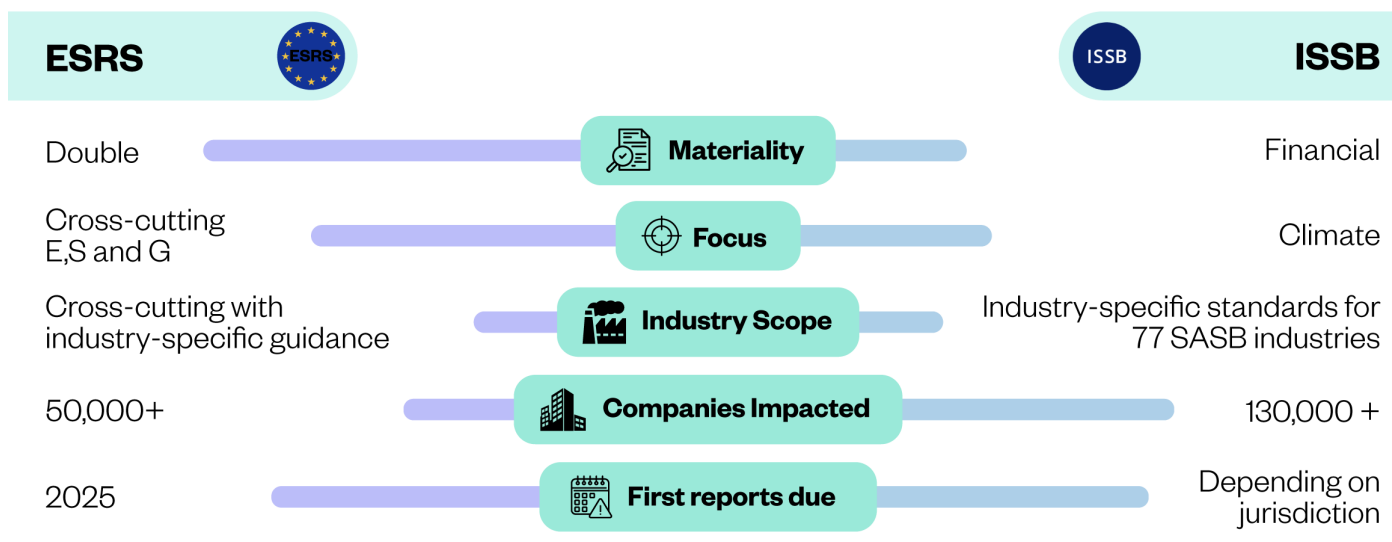 ESRS
ESRS
ISSB
ISSB
Double
Materiality
Financial
Cross-cutting
E,S and G
Focus
Climate
Cross-cutting with
industry-specific guidance
Industry Scope
Industry-specific standards for
77 SASB industries
50,000+
Companies Impacted
130,000 +
2025
First reports due
Depending on
jurisdiction